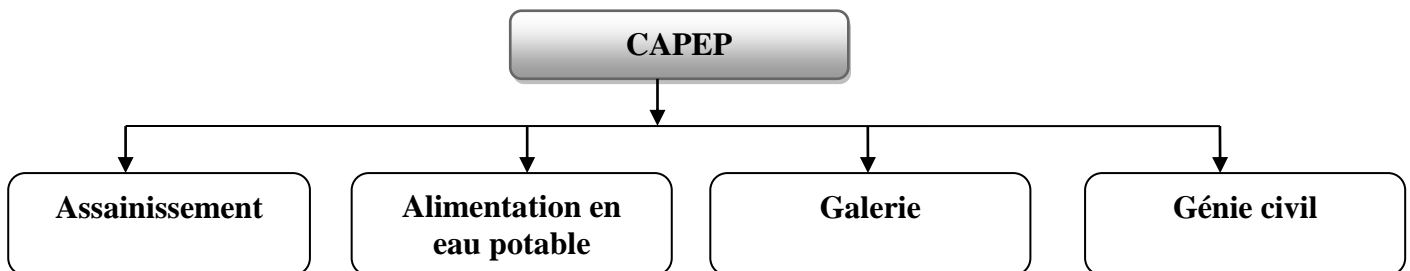 CAPEP
Assainissement
Alimentation en
eau potable
Galerie
Génie civil